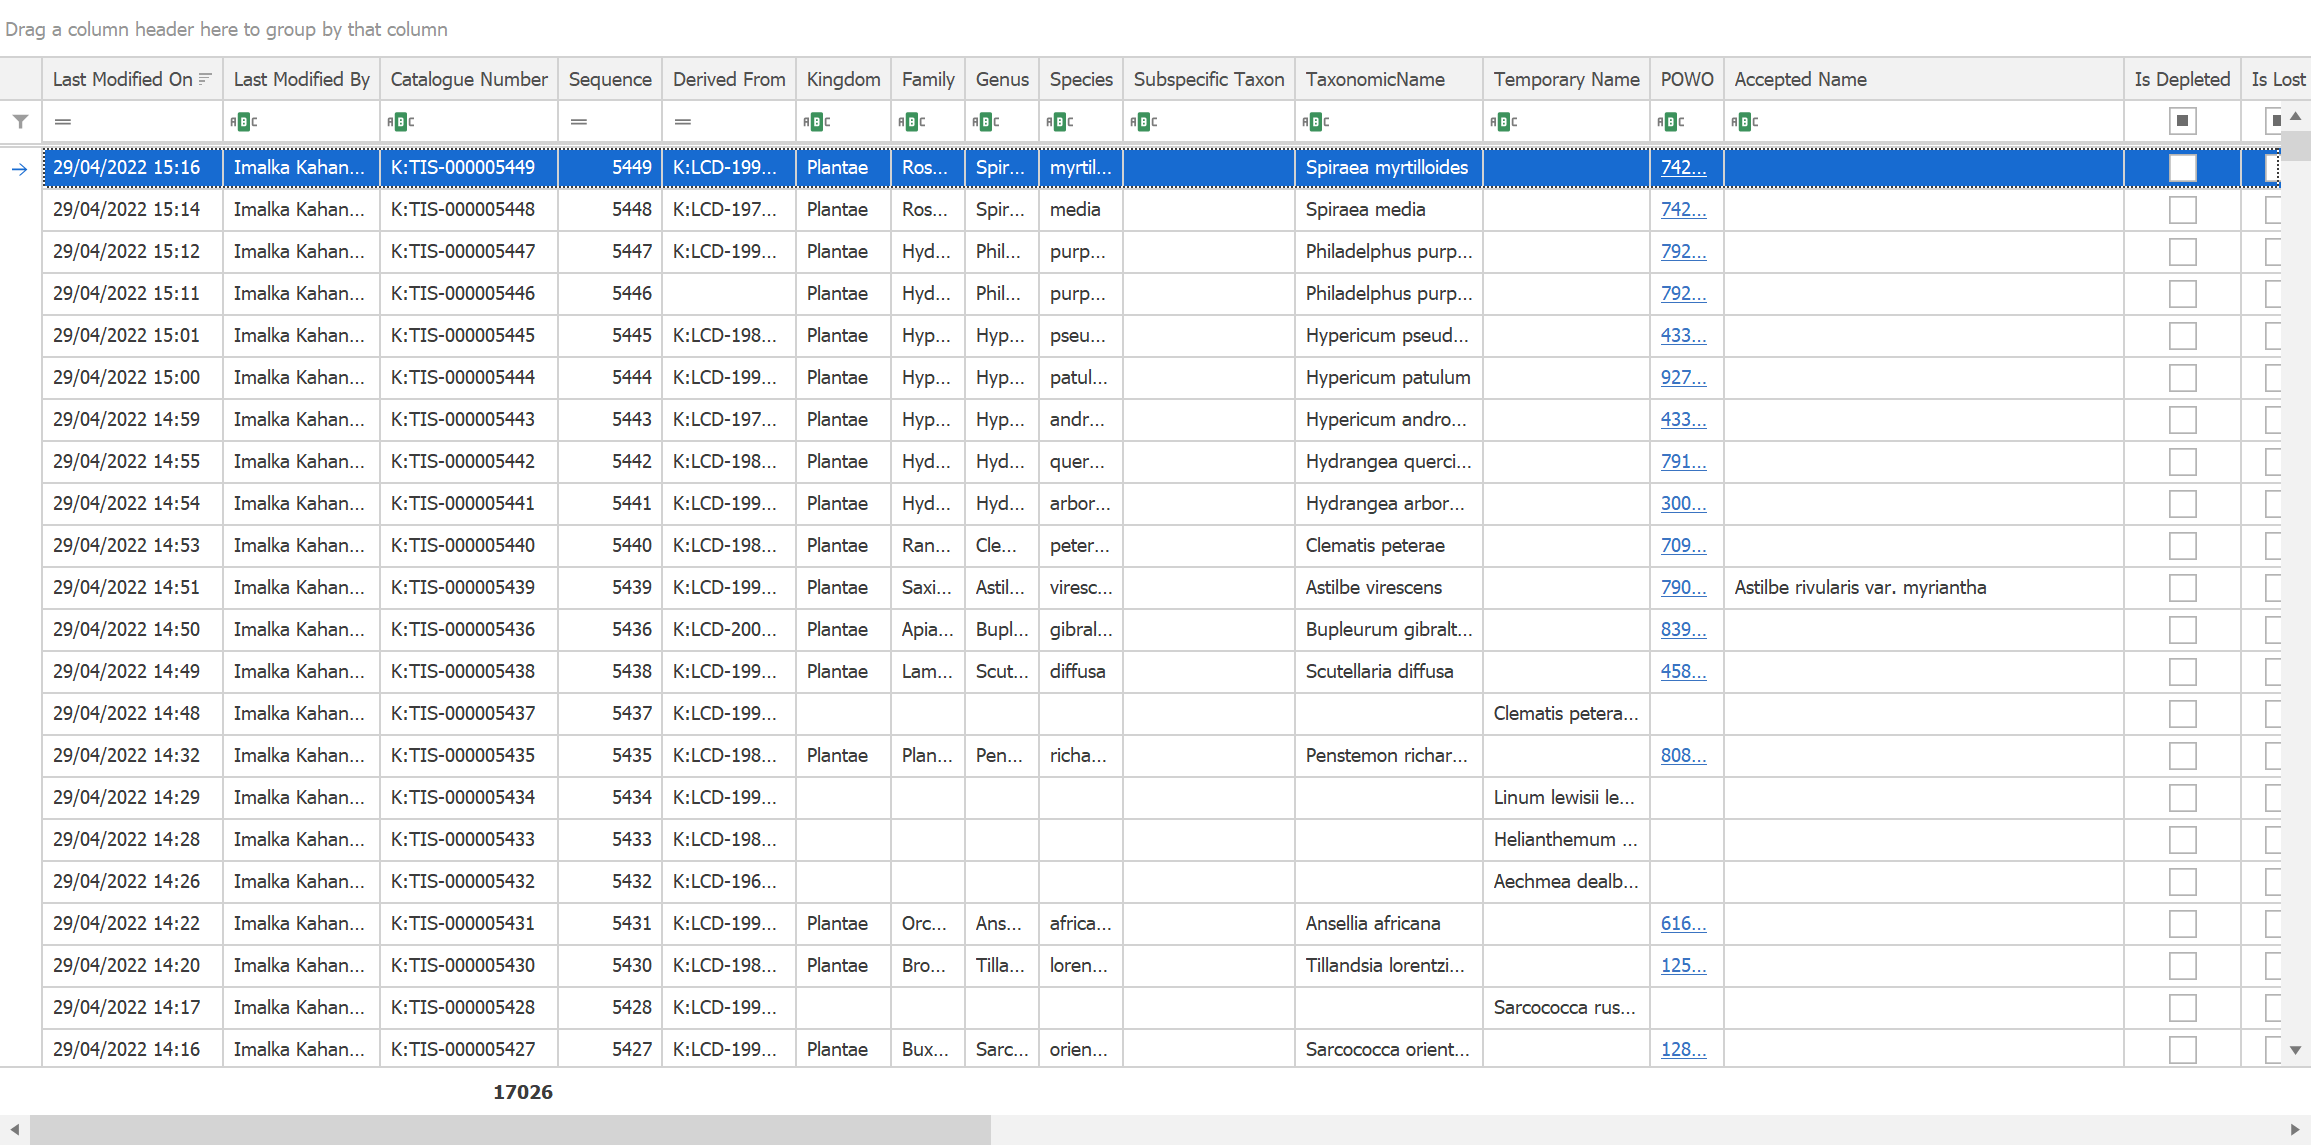 Drag a column header here to group by that column
Last Modified On Last Modified By Catalogue Number Sequence Derived From Kingdom Family Genus Species Subspecific Taxon TaxonomicName Temporary Name POWO Accepted Name Is Depleted Is Lost
= ABC ABC = = ABC ABC ABC ABC ABC ABC ABC ABC ABC
29/04/2022 15:16 Imalka Kahan... K:TIS-000005449 5449 K:LCD-199... Plantae Ros... Spir... myrtil... Spiraea myrtilloides 742...
29/04/2022 15:14 Imalka Kahan... K:TIS-000005448 5448 K:LCD-197... Plantae Ros... Spir... media Spiraea media 742...
29/04/2022 15:12 Imalka Kahan... K:TIS-000005447 5447 K:LCD-199... Plantae Hyd... Phil... purp... Philadelphus purp... 792...
29/04/2022 15:11 Imalka Kahan... K:TIS-000005446 5446 Plantae Hyd... Phil... purp... Philadelphus purp... 792...
29/04/2022 15:01 Imalka Kahan... K:TIS-000005445 5445 K:LCD-198... Plantae Hyp... Hyp... pseu... Hypericum pseud... 433...
29/04/2022 15:00 Imalka Kahan... K:TIS-000005444 5444 K:LCD-199... Plantae Hyp... Hyp... patul... Hypericum patulum 927...
29/04/2022 14:59 Imalka Kahan... K:TIS-000005443 5443 K:LCD-197... Plantae Hyp... Hyp... andr... Hypericum andro... 433...
29/04/2022 14:55 Imalka Kahan... K:TIS-000005442 5442 K:LCD-198... Plantae Hyd... Hyd... quer... Hydrangea querci... 791...
29/04/2022 14:54 Imalka Kahan... K:TIS-000005441 5441 K:LCD-199... Plantae Hyd... Hyd... arbor... Hydrangea arbor... 300...
29/04/2022 14:53 Imalka Kahan... K:TIS-000005440 5440 K:LCD-198... Plantae Ran... Cle... peter... Clematis peterae 709...
29/04/2022 14:51 Imalka Kahan... K:TIS-000005439 5439 K:LCD-199... Plantae Saxi... Astil... viresc... Astilbe virescens 790... Astilbe rivularis var. myriantha
29/04/2022 14:50 Imalka Kahan... K:TIS-000005436 5436 K:LCD-200... Plantae Apia... Bupl... gibral... Bupleurum gibralt... 839...
29/04/2022 14:49 Imalka Kahan... K:TIS-000005438 5438 K:LCD-199... Plantae Lam... Scut... diffusa Scutellaria diffusa 458...
29/04/2022 14:48 Imalka Kahan... K:TIS-000005437 5437 K:LCD-199... Clematis petera...
29/04/2022 14:32 Imalka Kahan... K:TIS-000005435 5435 K:LCD-198... Plantae Plan... Pen... richa... Penstemon richar... 808...
29/04/2022 14:29 Imalka Kahan... K:TIS-000005434 5434 K:LCD-199... Linum lewisii le...
29/04/2022 14:28 Imalka Kahan... K:TIS-000005433 5433 K:LCD-198... Helianthemum ...
29/04/2022 14:26 Imalka Kahan... K:TIS-000005432 5432 K:LCD-196... Aechmea dealb...
29/04/2022 14:22 Imalka Kahan... K:TIS-000005431 5431 K:LCD-199... Plantae Orc... Ans... africa... Ansellia africana 616...
29/04/2022 14:20 Imalka Kahan... K:TIS-000005430 5430 K:LCD-198... Plantae Bro... Tilla... loren... Tillandsia lorentzi... 125...
29/04/2022 14:17 Imalka Kahan... K:TIS-000005428 5428 K:LCD-199... Sarcococca rus...
29/04/2022 14:16 Imalka Kahan... K:TIS-000005427 5427 K:LCD-199... Plantae Bux... Sarc... orien... Sarcococca orient... 128...
17026